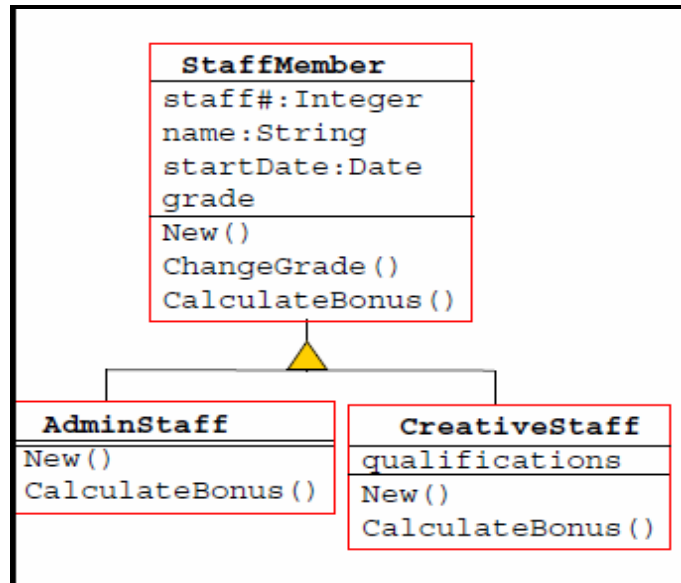 StaffMember
staff#:Integer
name:String
startDate:Date
grade
New()
ChangeGrade()
CalculateBonus()
AdminStaff
New()
CalculateBonus()
CreativeStaff
qualifications
New()
CalculateBonus()